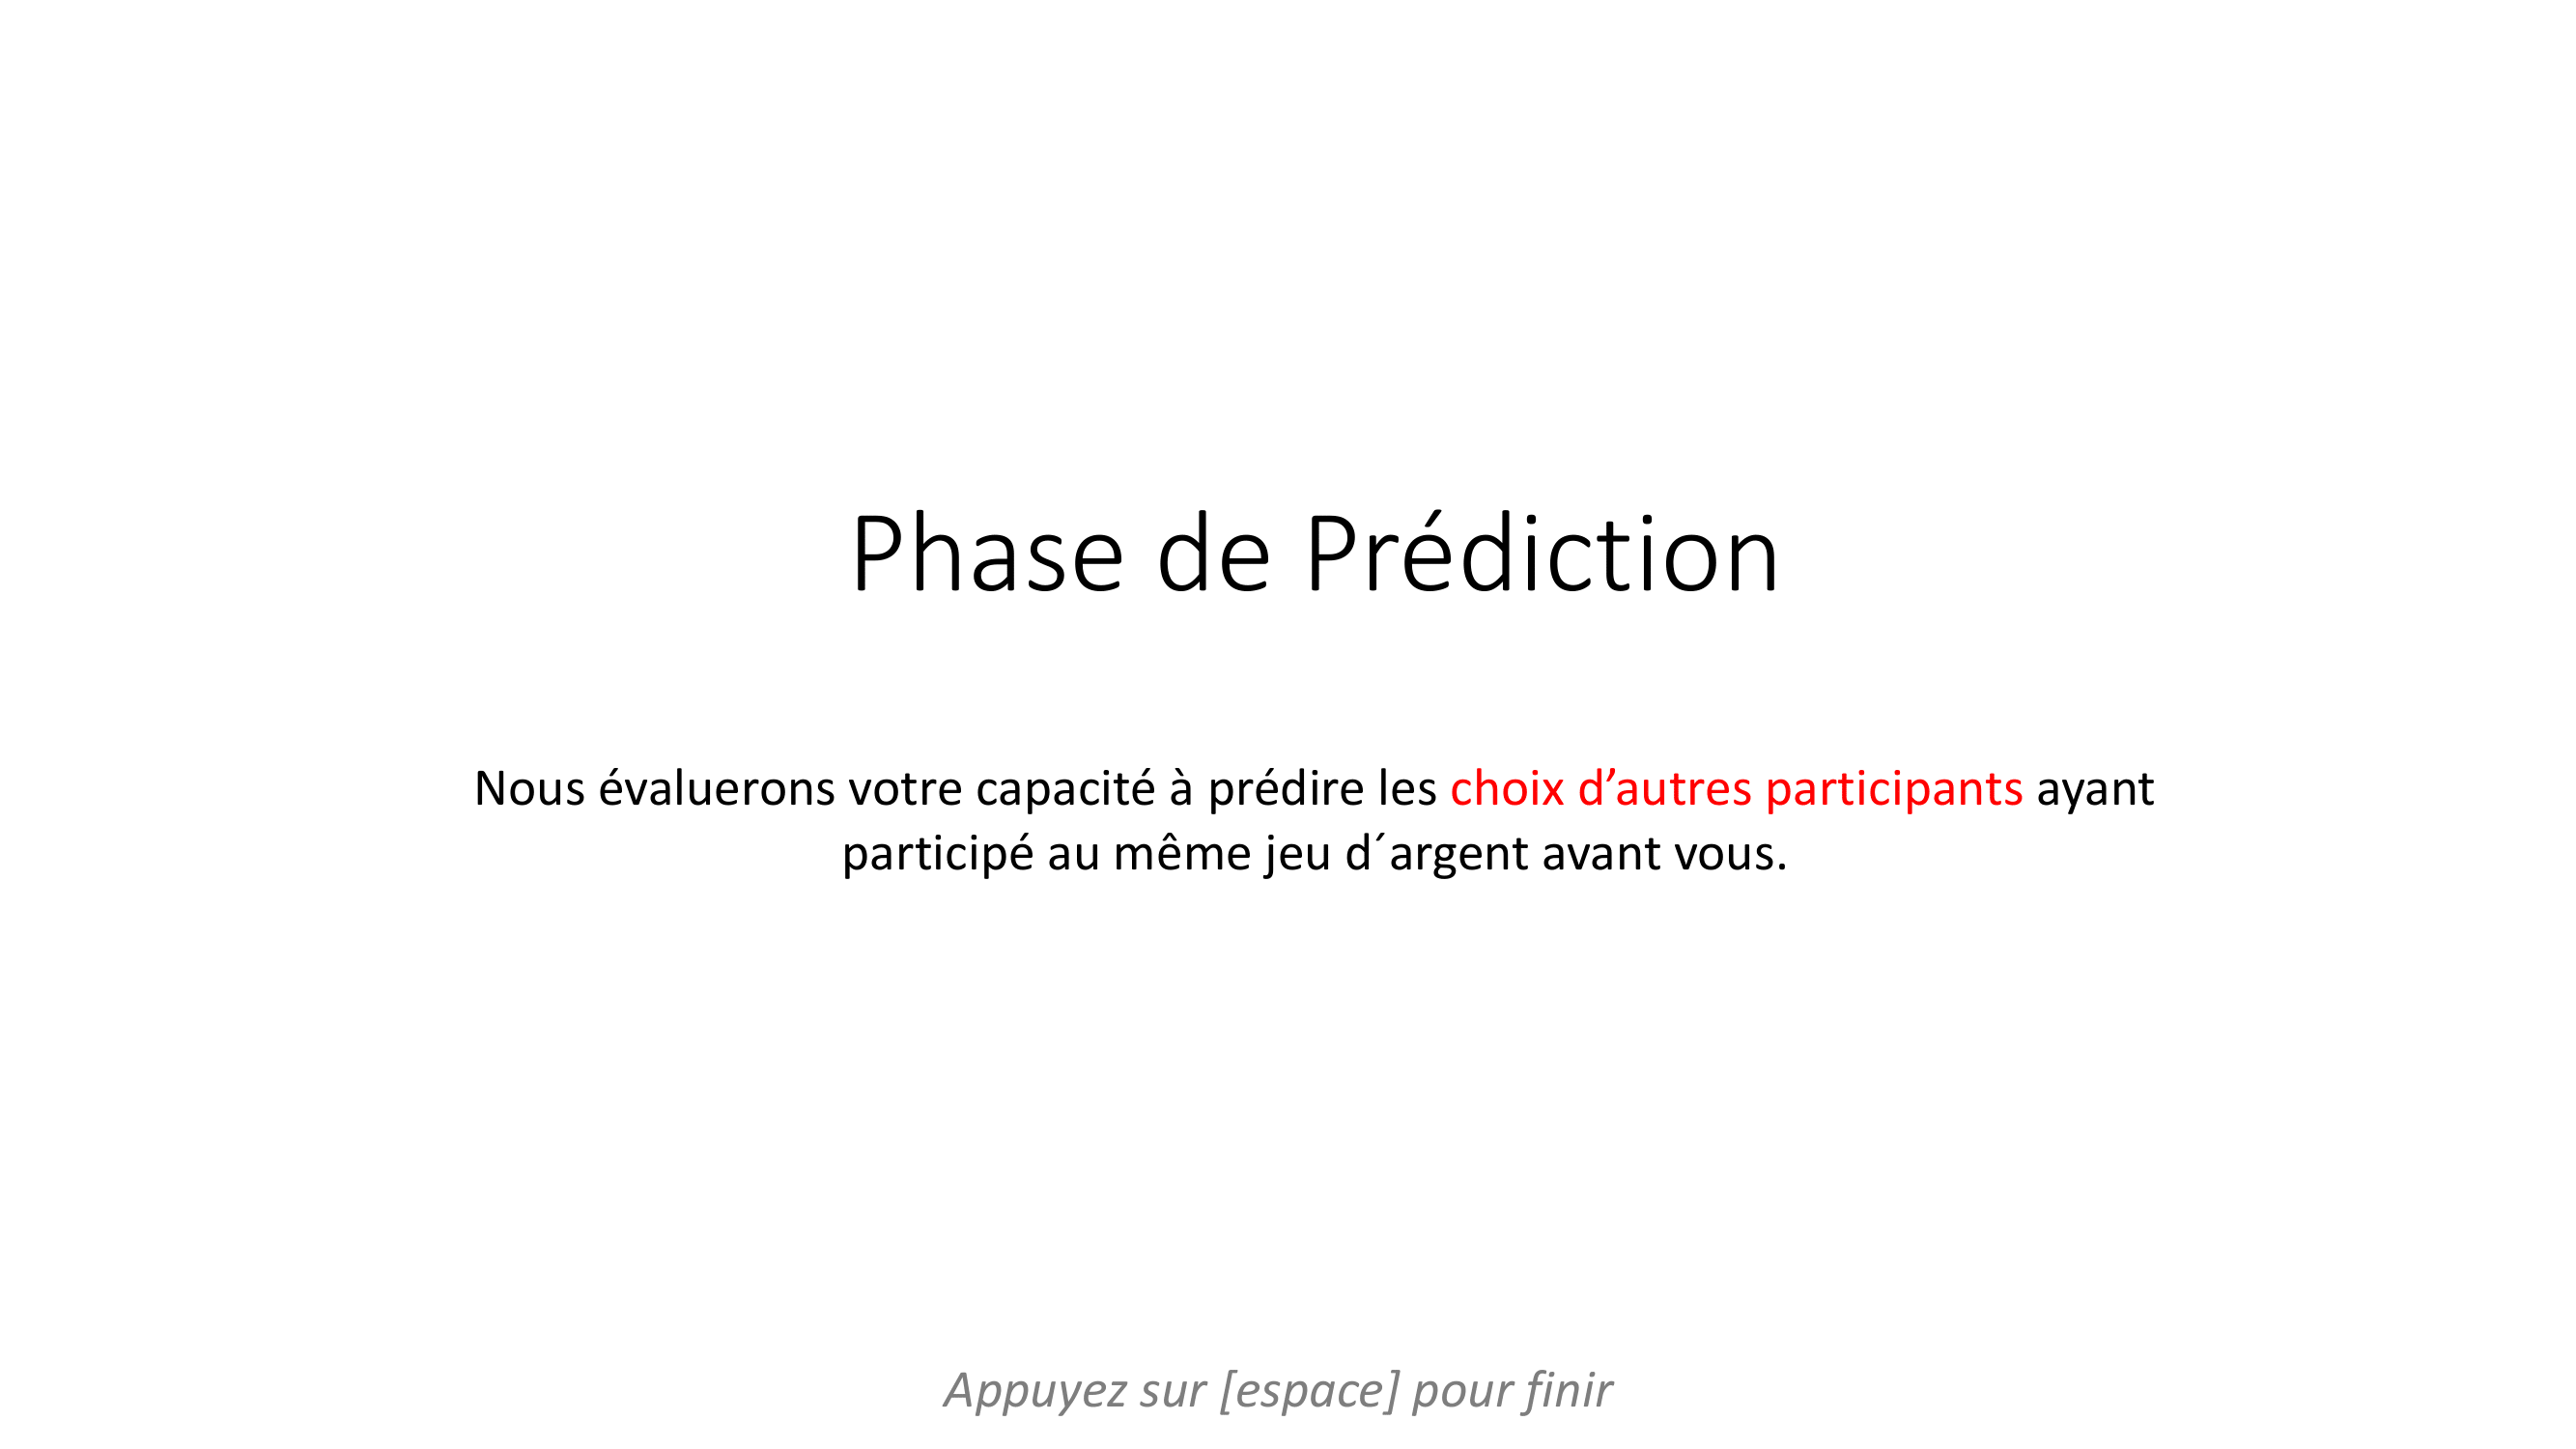 Phase de Prédiction
Nous évaluerons votre capacité à prédire les choix d’autres participants ayant
participé au même jeu d´argent avant vous.
Appuyez sur [espace] pour finir